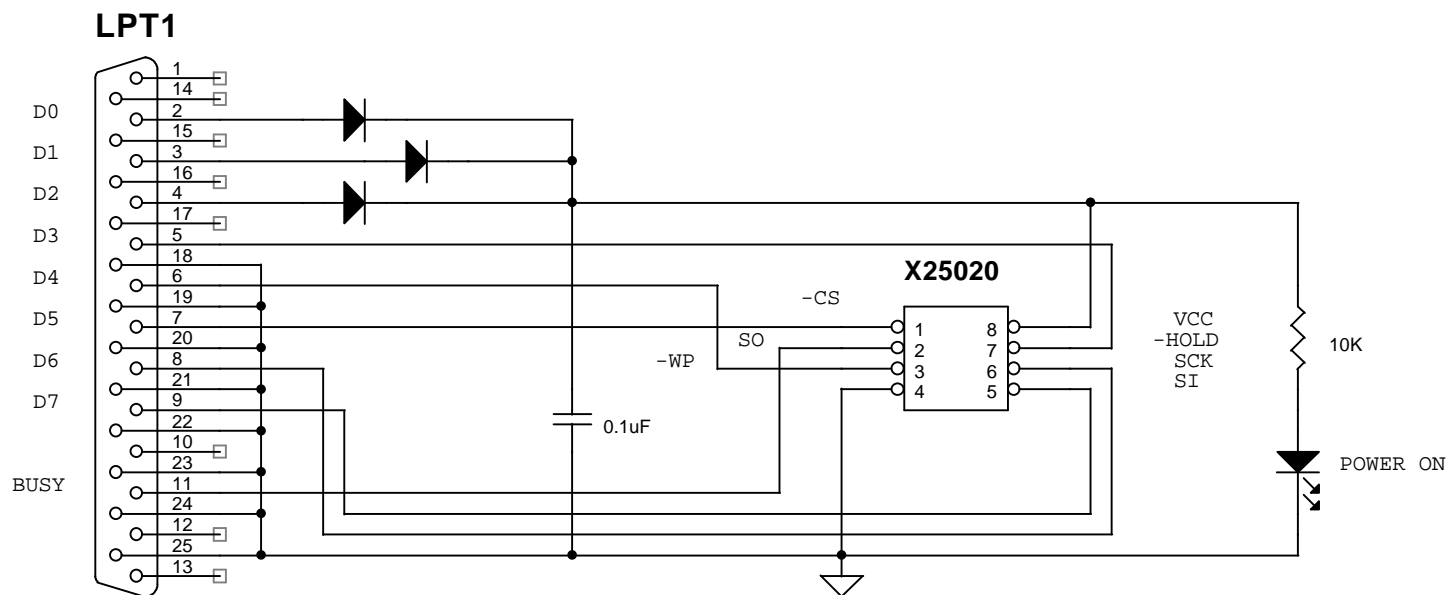 LPT1
1
14
D0
2
15
D1
3
16
D2
4
17
D3
5
18
D4
6
19
D5
7
20
D6
8
21
D7
9
22
10
23
BUSY
11
24
12
25
13
X25020
-CS
SO
-WP
1 8
2 7
3 6
4 5
VCC
-HOLD
SCK
SI
10K
0.1uF
POWER ON